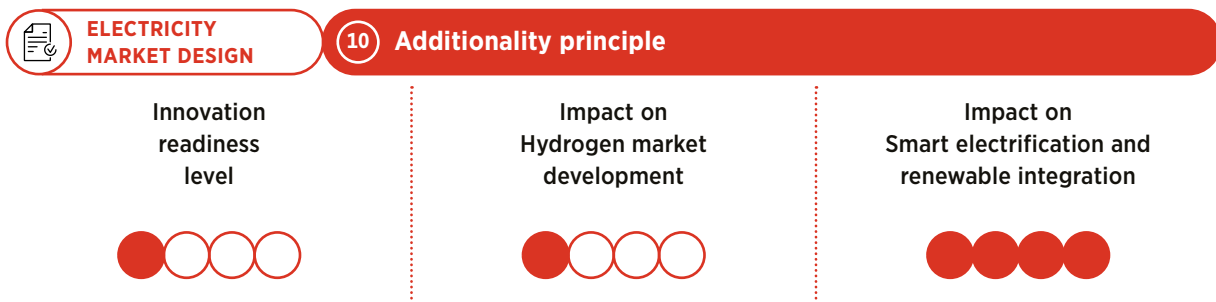 ELECTRICITY
MARKET DESIGN
10 Additionality principle
Innovation
readiness
level
Impact on
Hydrogen market
development
Impact on
Smart electrification and
renewable integration